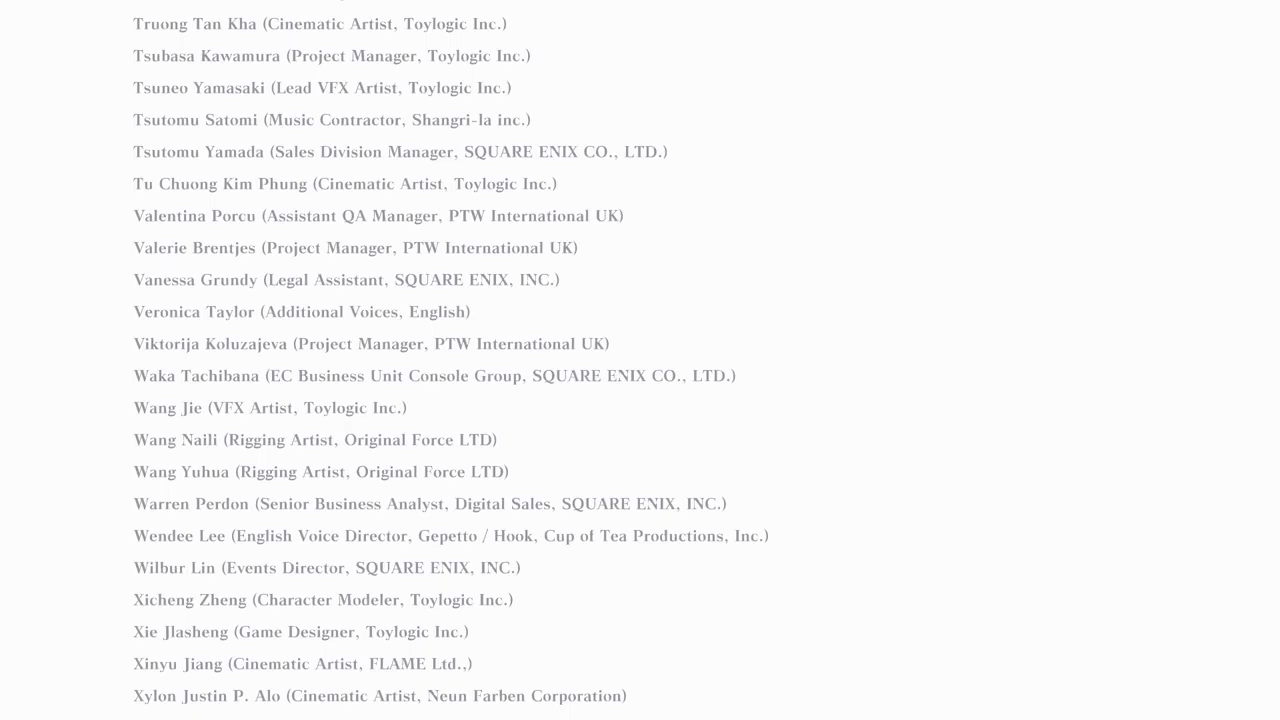 Truong Tan Kha (Cinematic Artist, Toylogic Inc.)
Tsubasa Kawamura (Project Manager, Toylogic Inc.)
Tsuneo Yamasaki (Lead VFX Artist, Toylogic Inc.)
Tsutomu Satomi (Music Contractor, Shangri-la inc.)
Tsutomu Yamada (Sales Division Manager, SQUARE ENIX CO., LTD.)
Tu Chuong Kim Phung (Cinematic Artist, Toylogic Inc.)
Valentina Porcu (Assistant QA Manager, PTW International UK)
Valerie Brentjes (Project Manager, PTW International UK)
Vanessa Grundy (Legal Assistant, SQUARE ENIX, INC.)
Veronica Taylor (Additional Voices, English)
Viktorija Koluzajeva (Project Manager, PTW International UK)
Waka Tachibana (EC Business Unit Console Group, SQUARE ENIX CO., LTD.)
Wang Jie (VFX Artist, Toylogic Inc.)
Wang Naili (Rigging Artist, Original Force LTD)
Wang Yuhua (Rigging Artist, Original Force LTD)
Warren Perdon (Senior Business Analyst, Digital Sales, SQUARE ENIX, INC.)
Wendee Lee (English Voice Director, Gepetto / Hook, Cup of Tea Productions, Inc.)
Wilbur Lin (Events Director, SQUARE ENIX, INC.)
Xicheng Zheng (Character Modeler, Toylogic Inc.)
Xie Jlasheng (Game Designer, Toylogic Inc.)
Xinyu Jiang (Cinematic Artist, FLAME Ltd.,)
Xylon Justin P. Alo (Cinematic Artist, Neun Farben Corporation)